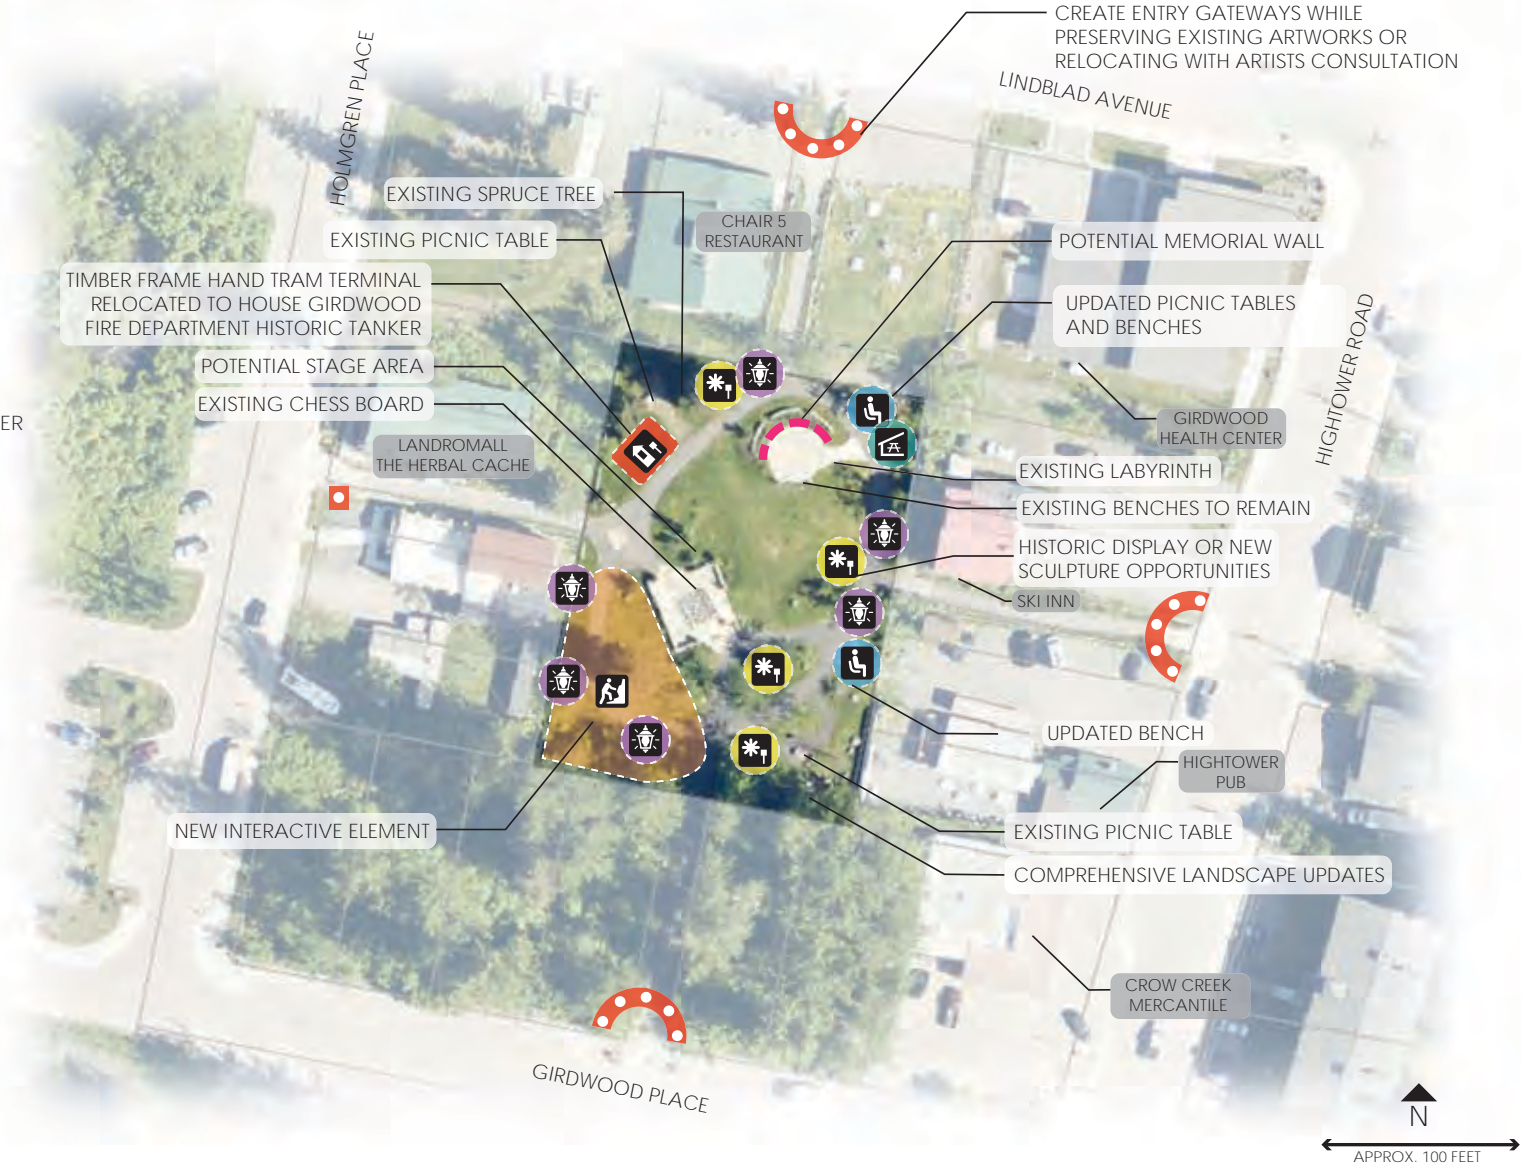 CREATE ENTRY GATEWAYS WHILE
PRESERVING EXISTING ARTWORKS OR
RELOCATING WITH ARTISTS CONSULTATION
LINDBLAD AVENUE
HOLMGREN PLACE
EXISTING SPRUCE TREE
CHAIR 5
RESTAURANT
EXISTING PICNIC TABLE
POTENTIAL MEMORIAL WALL
TIMBER FRAME HAND TRAM TERMINAL
RELOCATED TO HOUSE GIRDWOOD
FIRE DEPARTMENT HISTORIC TANKER
UPDATED PICNIC TABLES
AND BENCHES
HIGHTOWER ROAD
POTENTIAL STAGE AREA
EXISTING CHESS BOARD
ER
LANDROMALL
THE HERBAL CACHE
GIRDWOOD
HEALTH CENTER
EXISTING LABYRINTH
EXISTING BENCHES TO REMAIN
HISTORIC DISPLAY OR NEW
SCULPTURE OPPORTUNITIES
SKI INN
UPDATED BENCH
HIGHTOWER
PUB
NEW INTERACTIVE ELEMENT
EXISTING PICNIC TABLE
COMPREHENSIVE LANDSCAPE UPDATES
CROW CREEK
MERCANTILE
GIRDWOOD PLACE
N
APPROX. 100 FEET